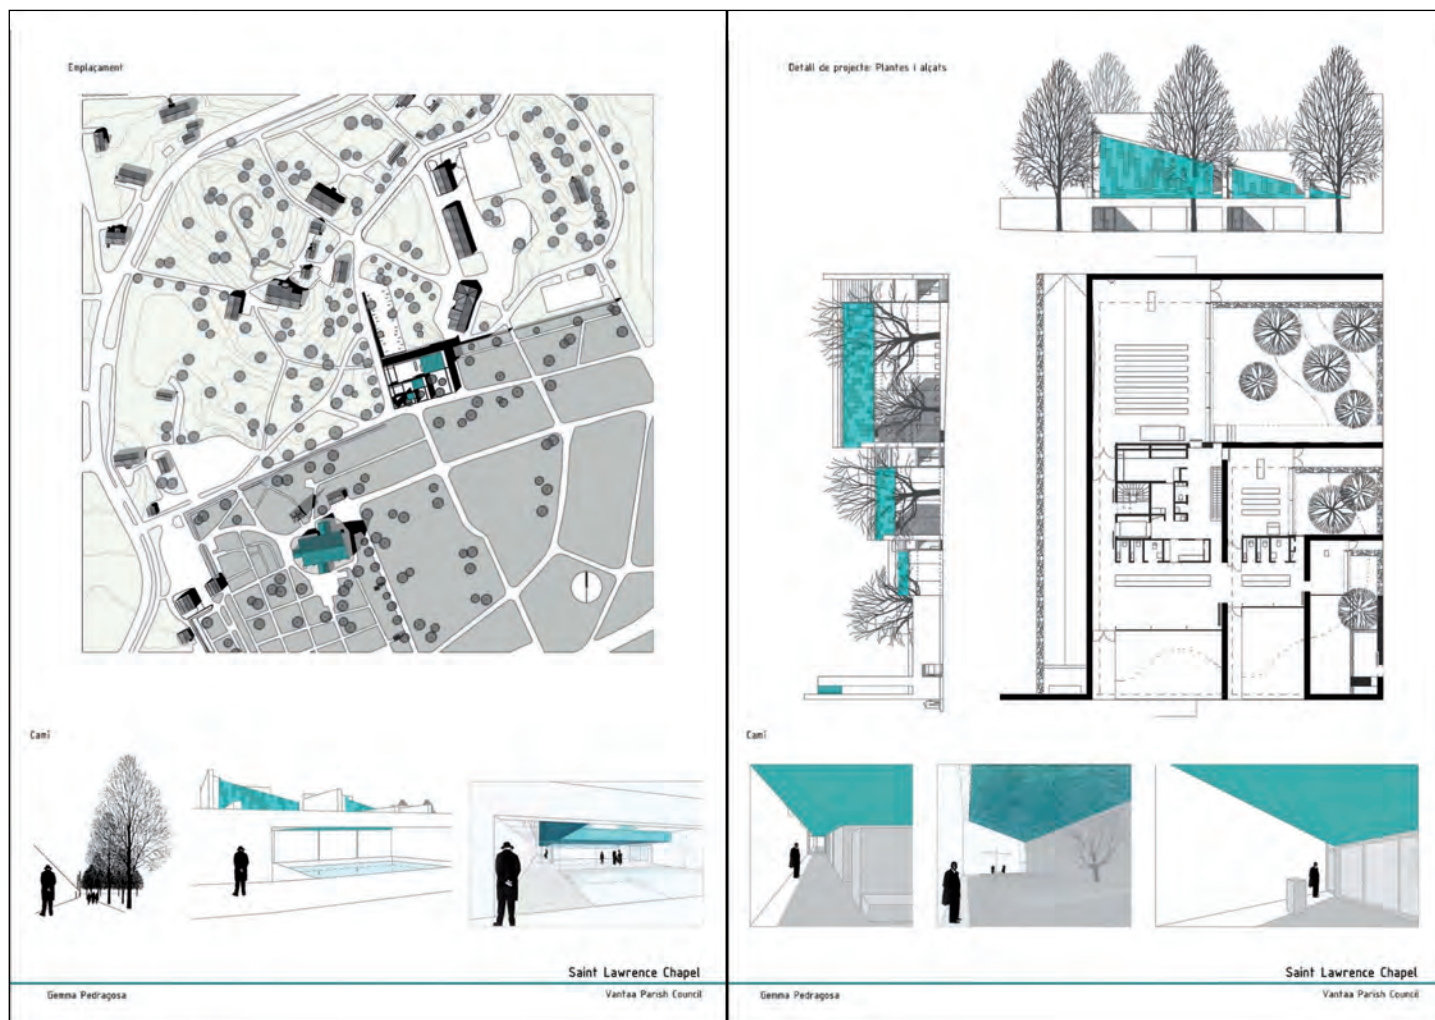 Emplaçament
Camí
Saint Lawrence Chapel
Gemma Pedragosa
Vantaa Parish Council
Detall de projecte: Plantes i alçats
Camí
Saint Lawrence Chapel
Gemma Pedragosa
Vantaa Parish Council